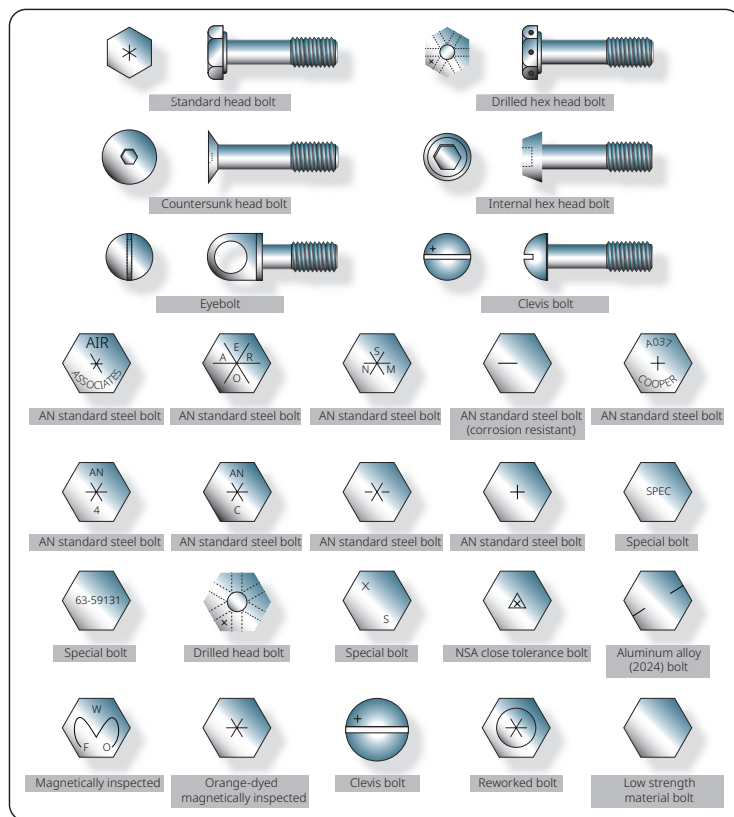 Standard head bolt
Drilled hex head bolt
Countersunk head bolt
Internal hex head bolt
Eyebolt
Clevis bolt
AIR
ASSOCIATES
AN standard steel bolt
E
A R
O
AN standard steel bolt
S
N M
AN standard steel bolt
AN standard steel bolt
(corrosion resistant)
A037
COOPER
AN standard steel bolt
AN
4
AN standard steel bolt
AN
C
AN standard steel bolt
AN standard steel bolt
AN standard steel bolt
SPEC
Special bolt
63-59131
Special bolt
Drilled head bolt
X
S
Special bolt
X
NSA close tolerance bolt
Aluminum alloy
(2024) bolt
W
F O
Magnetically inspected
Orange-dyed
magnetically inspected
Clevis bolt
Reworked bolt
Low strength
material bolt